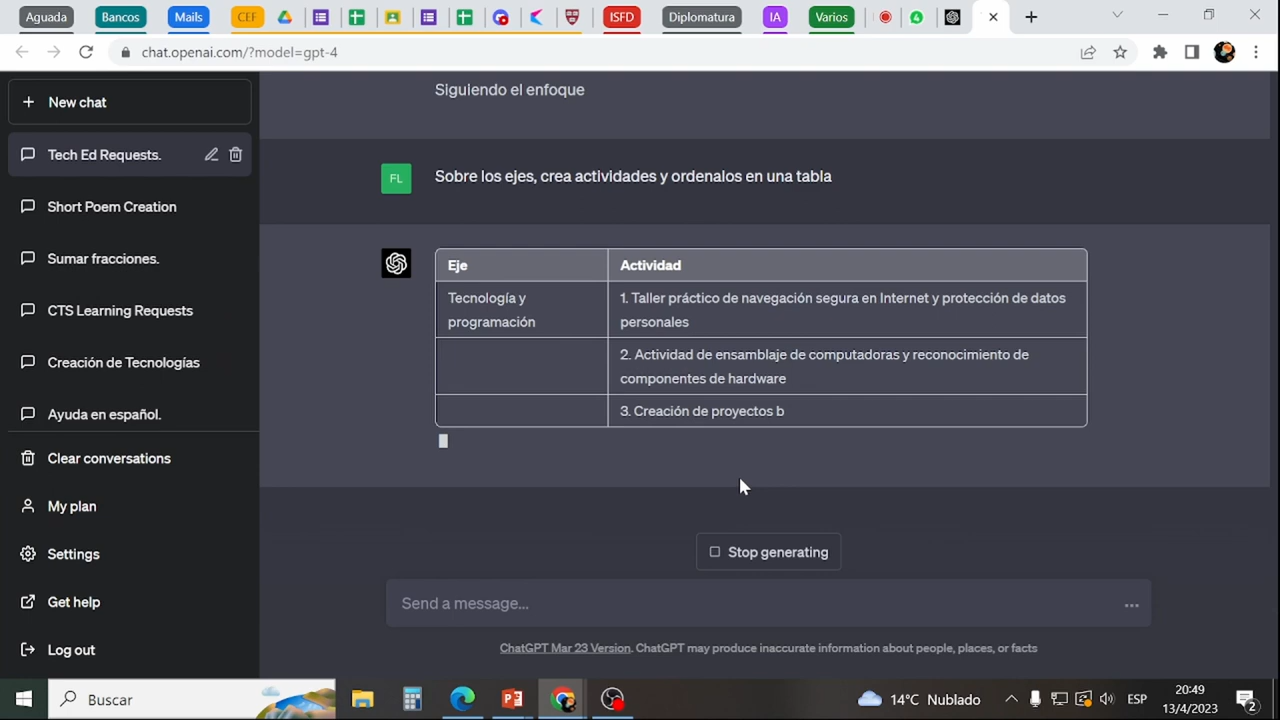 Aguada Bancos Mails CEF ISFD Diplomatura IA Varios
4
chat.openai.com/?model=gpt-4
New chat
Tech Ed Requests.
Short Poem Creation
Sumar fracciones.
CTS Learning Requests
Creación de Tecnologías
Ayuda en español.
Clear conversations
My plan
Settings
Get help
Log out
Siguiendo el enfoque
FL
Sobre los ejes, crea actividades y ordenalos en una tabla
Eje Actividad
Tecnología y 1. Taller práctico de navegación segura en Internet y protección de datos
programación personales
2. Actividad de ensamblaje de computadoras y reconocimiento de
componentes de hardware
3. Creación de proyectos b
Stop generating
Send a message...
ChatGPT Mar 23 Version. ChatGPT may produce inaccurate information about people, places, or facts
Buscar
14°C Nublado
ESP
20:49
13/4/2023
2